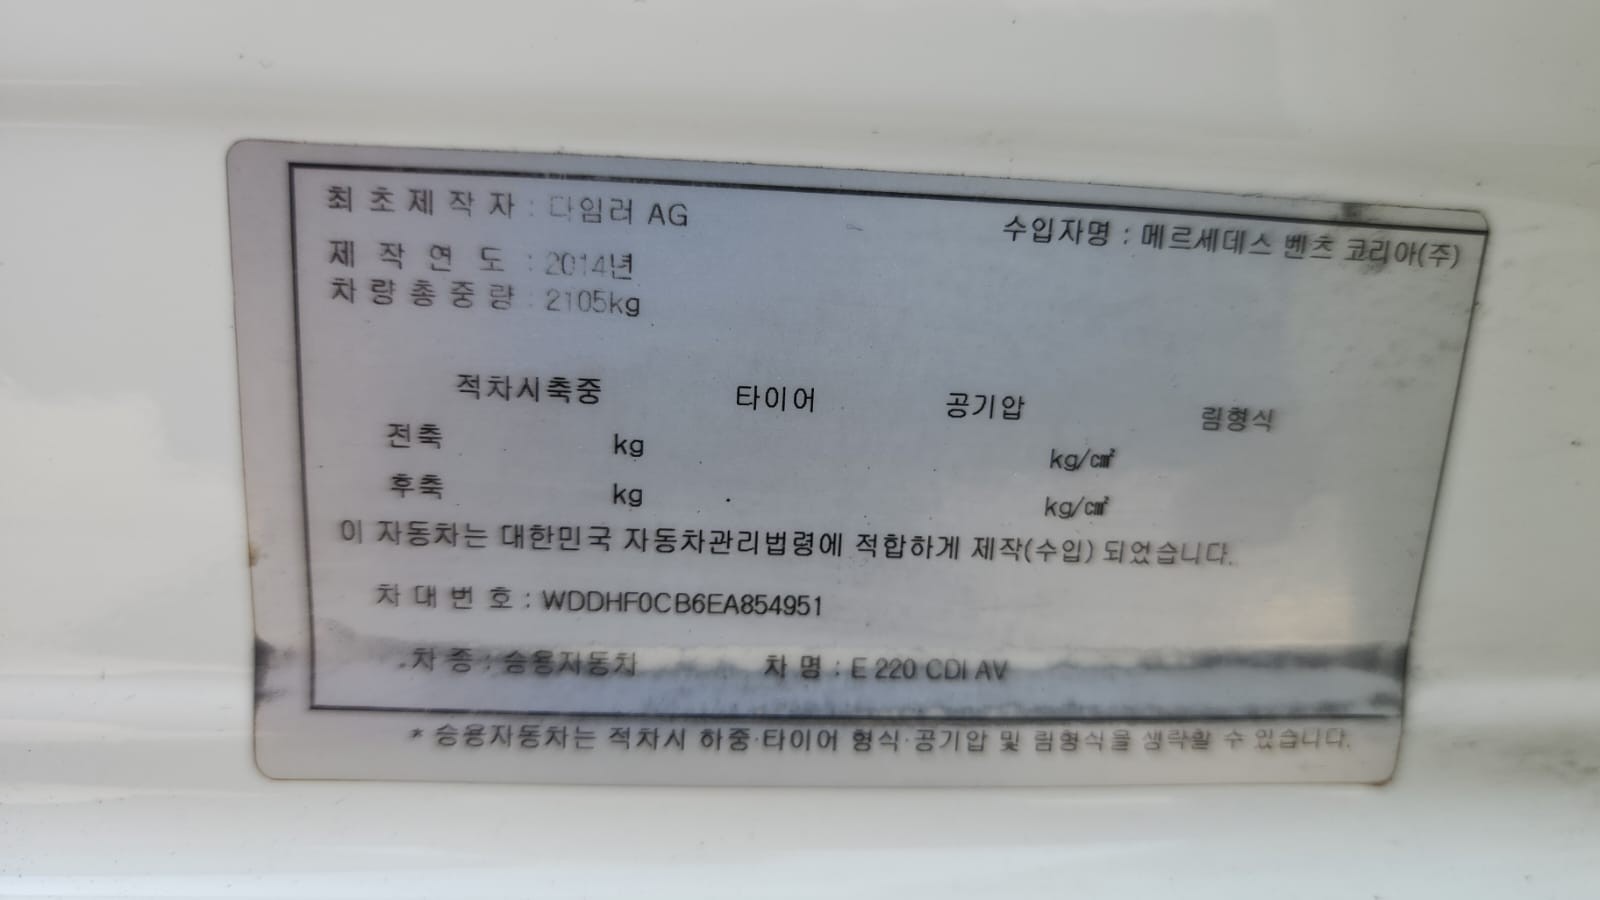 최초제작자 : 다임러 AG
수입자명 : 메르세데스 벤츠 코리아(주)
제작연도 : 2014년
차량총중량 : 2105kg
적차시축중 타이어 공기압 림형식
전축 kg kg/㎠
후축 kg kg/㎠
이 자동차는 대한민국 자동차관리법령에 적합하게 제작(수입) 되었습니다.
차대번호 : WDDHF0CB6EA854951
차종 : 승용자동차 차명 : E 220 CDI AV
* 승용자동차는 적차시 하중·타이어 형식·공기압 및 림형식을 생략할 수 있습니다.